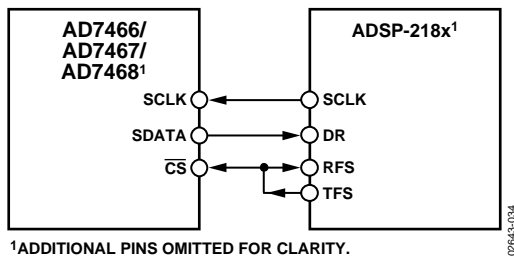 AD7466/
AD7467/
AD7468¹
ADSP-218x¹
SCLK
SCLK
SDATA
DR
CS
RFS
TFS
¹ADDITIONAL PINS OMITTED FOR CLARITY.
02643-034